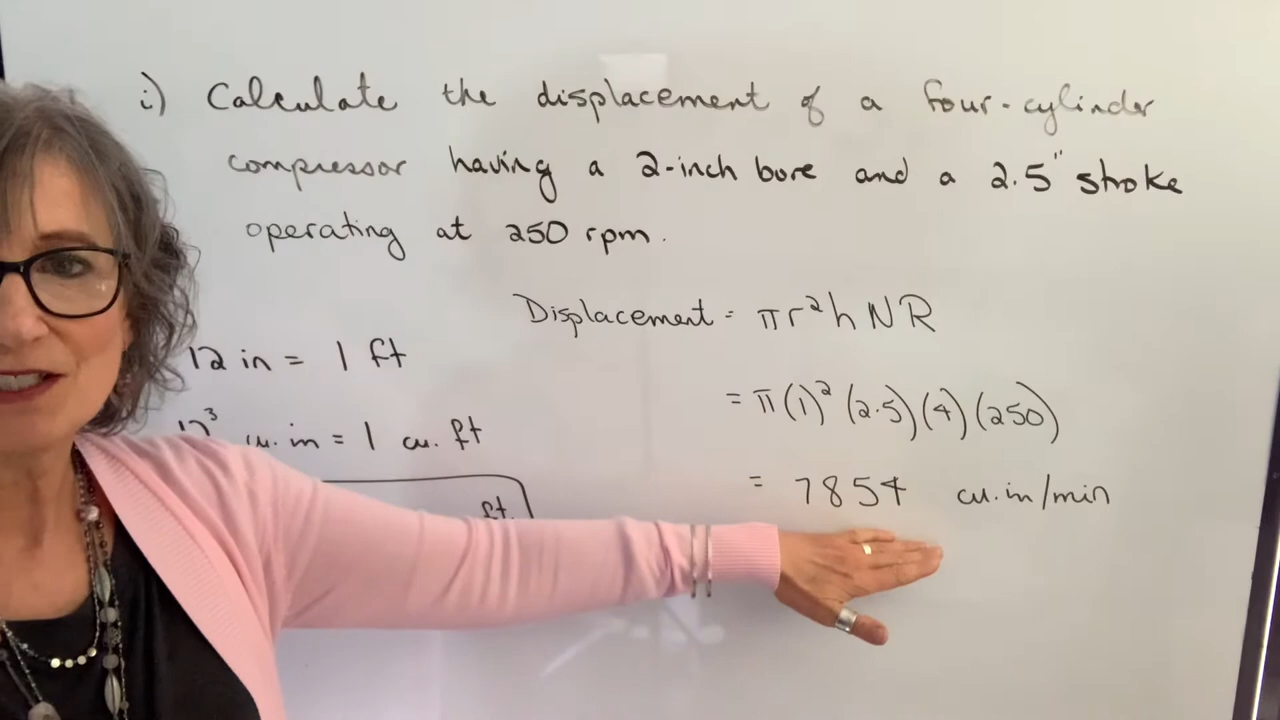 i) Calculate the displacement of a four-cylinder
compressor having a 2-inch bore and a 2.5" stroke
operating at 250 rpm.
Displacement = πr²hNR
12 in = 1 ft
= π(1)²(2.5)(4)(250)
12³ cu. in = 1 cu. ft
= 7854 cu.in/min
ft.